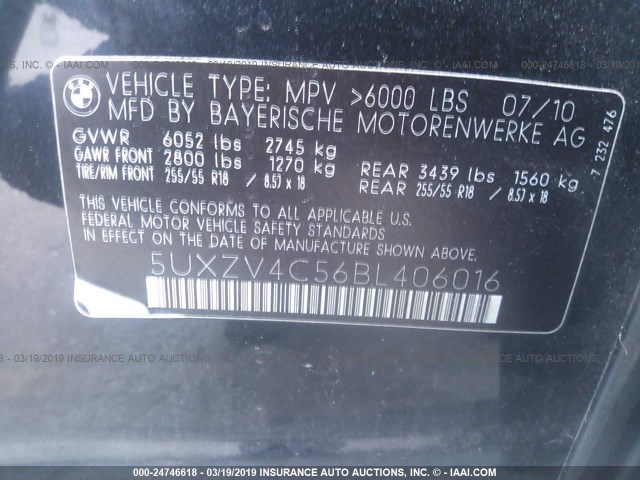 BMW
VEHICLE TYPE: MPV >6000 LBS 07/10
MFD BY BAYERISCHE MOTORENWERKE AG
GVWR 6052 lbs 2745 kg
GAWR FRONT 2800 lbs 1270 kg REAR 3439 lbs 1560 kg
TIRE/RIM FRONT 255/55 R18 / 8.5J x 18 REAR 255/55 R18 / 8.5J x 18
THIS VEHICLE CONFORMS TO ALL APPLICABLE U.S.
FEDERAL MOTOR VEHICLE SAFETY STANDARDS
IN EFFECT ON THE DATE OF MANUFACTURE SHOWN ABOVE.
5UXZV4C56BL406016
7 232 476
000-24746618 - 03/19/2019 INSURANCE AUTO AUCTIONS, INC. - © IAAI.COM